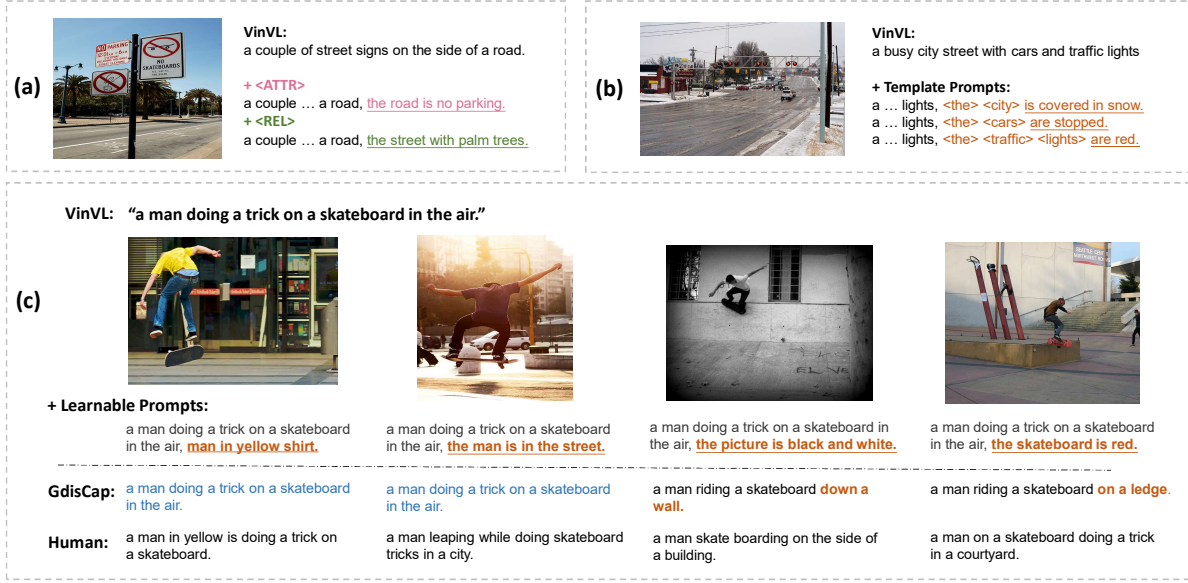 (a)
NO
PARKING
NO
SKATEBOARDS
VinVL:
a couple of street signs on the side of a road.
+ <ATTR>
a couple … a road, the road is no parking.
+ <REL>
a couple … a road, the street with palm trees.
(b)
VinVL:
a busy city street with cars and traffic lights
+ Template Prompts:
a … lights, <the> <city> is covered in snow.
a … lights, <the> <cars> are stopped.
a … lights, <the> <traffic> <lights> are red.
(c)
VinVL: “a man doing a trick on a skateboard in the air.”
+ Learnable Prompts:
a man doing a trick on a skateboard
in the air, man in yellow shirt.
a man doing a trick on a skateboard
in the air, the man is in the street.
a man doing a trick on a skateboard in
the air, the picture is black and white.
a man doing a trick on a skateboard
in the air, the skateboard is red.
GdisCap:
a man doing a trick on a skateboard
in the air.
a man doing a trick on a skateboard
in the air.
a man riding a skateboard down a
wall.
a man riding a skateboard on a ledge.
Human:
a man in yellow is doing a trick on
a skateboard.
a man leaping while doing skateboard
tricks in a city.
a man skate boarding on the side of
a building.
a man on a skateboard doing a trick
in a courtyard.